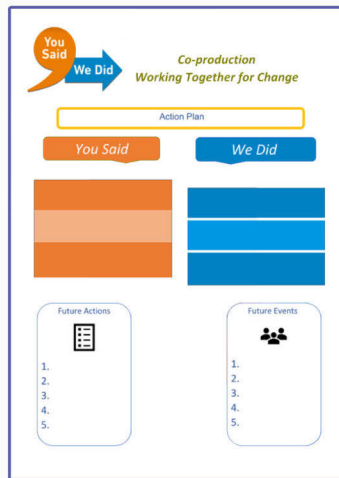 You
Said
We Did
Co-production
Working Together for Change
Action Plan
You Said
We Did
Future Actions
1.
2.
3.
4.
5.
Future Events
1.
2.
3.
4.
5.